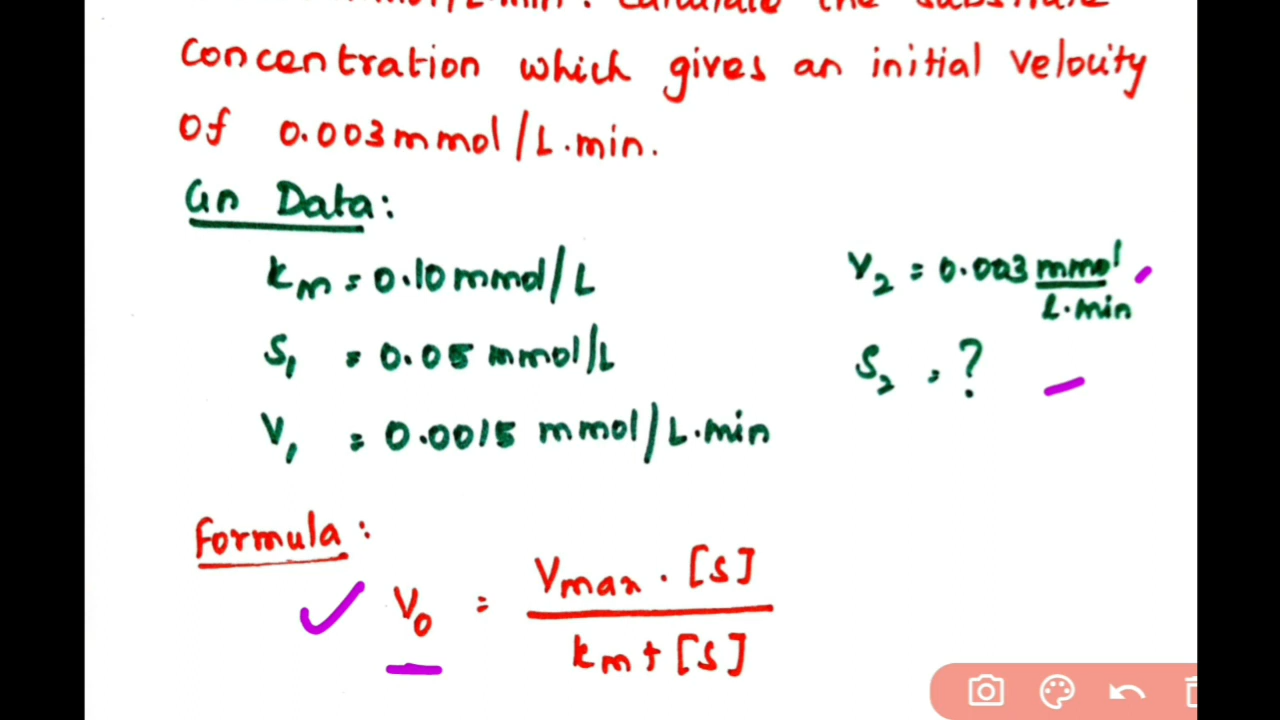 concentration which gives an initial velocity
of 0.003 mmol/L.min.
Gn Data:
km = 0.10 mmol/L
S1 = 0.05 mmol/L
V1 = 0.0015 mmol/L.min
V2 = 0.003 mmol/L.min
S2 = ?
Formula:
V0 = Vmax . [S] / km + [S]